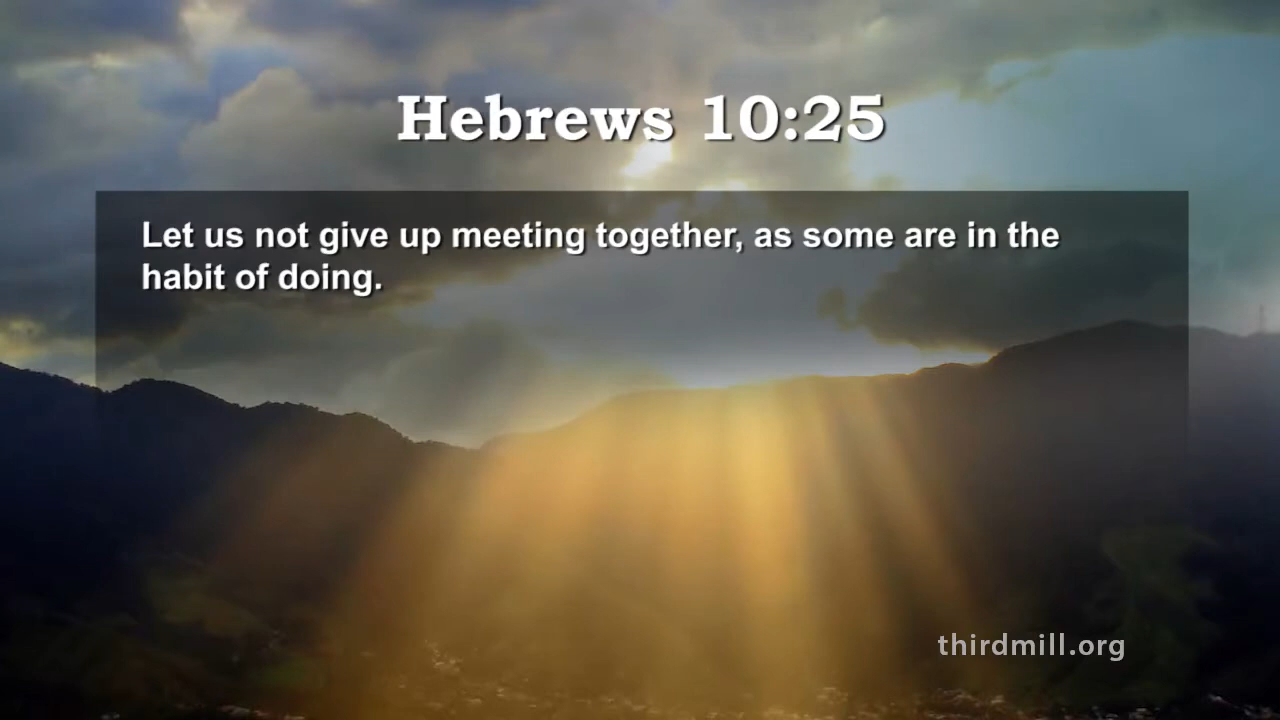 Hebrews 10:25
Let us not give up meeting together, as some are in the
habit of doing.
thirdmill.org